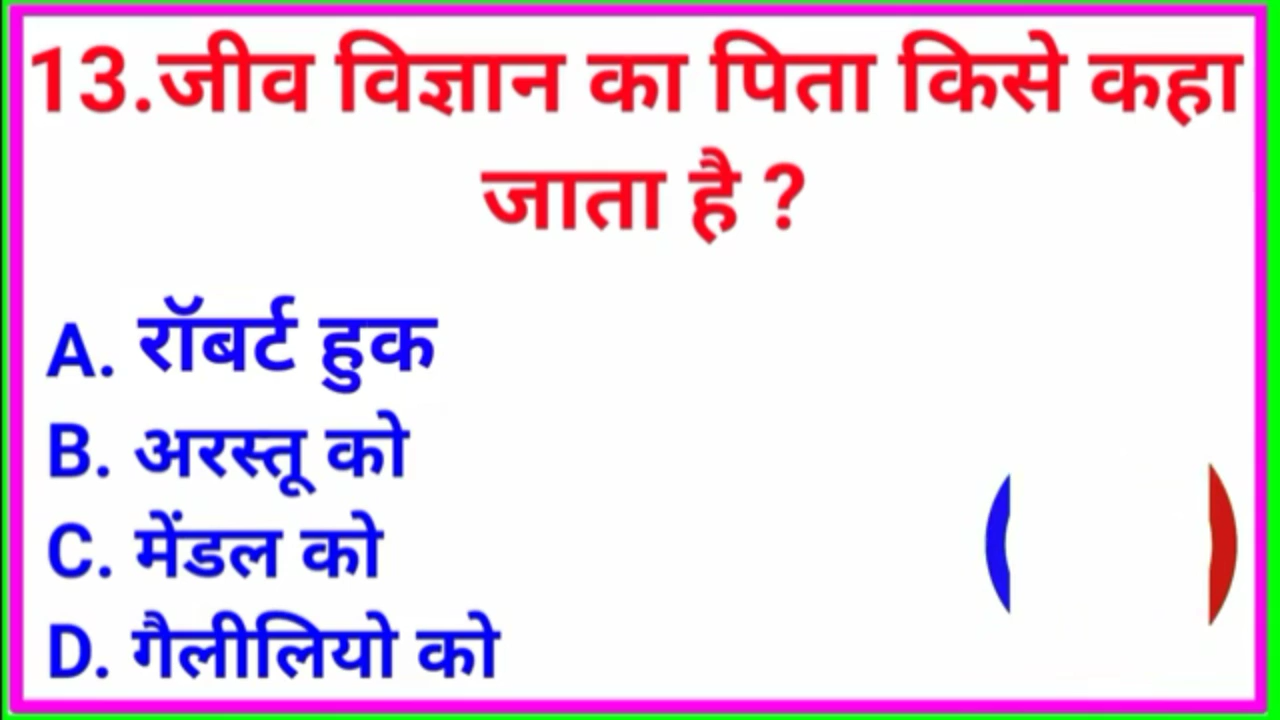 13.जीव विज्ञान का पिता किसे कहा
जाता है ?
A. रॉबर्ट हुक
B. अरस्तू को
C. मेंडल को
D. गैलीलियो को